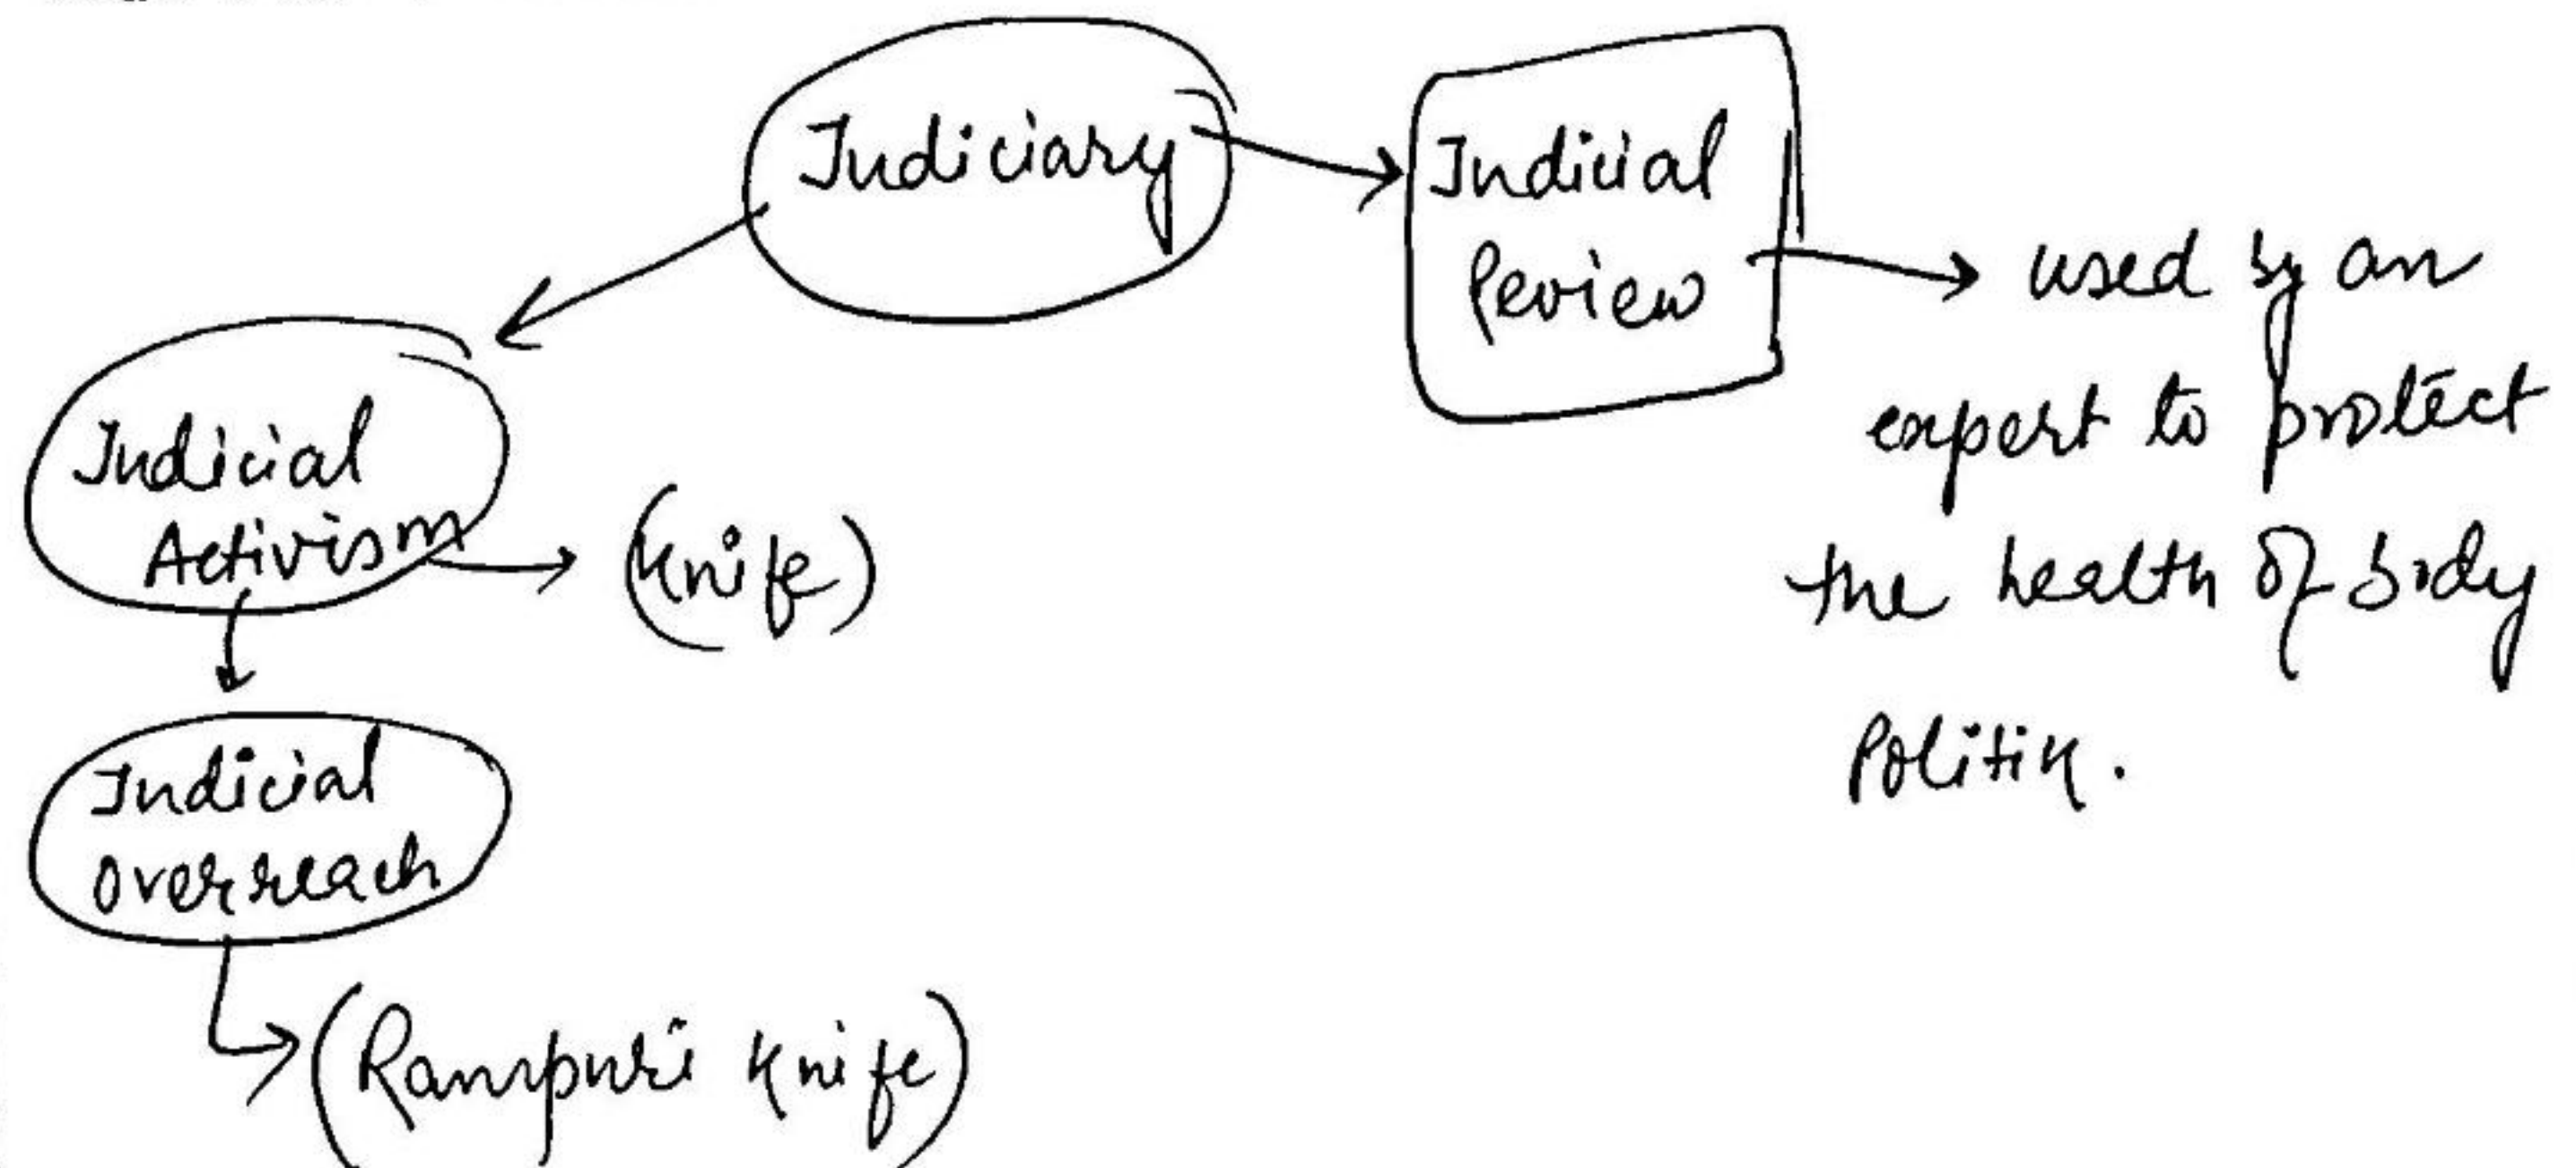 Judiciary
Judicial
Review
used by an
expert to protect
the health of body
Politik.
Judicial
Activism
(Knife)
Judicial
overreach
(Rampuri Knife)